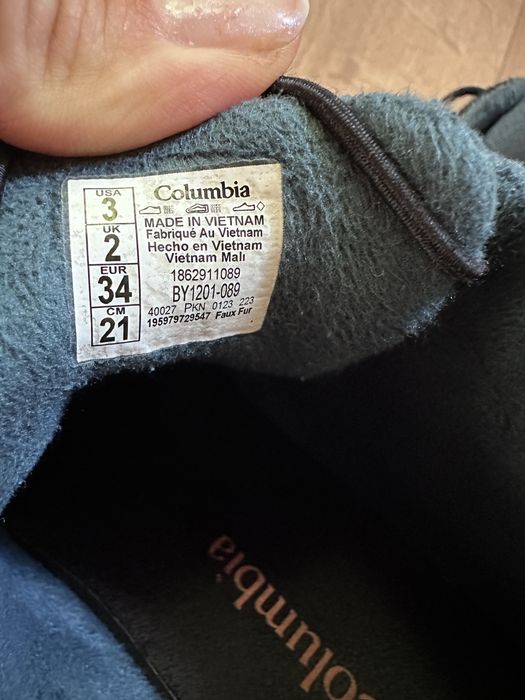 USA
3
UK
2
EUR
34
CM
21
Columbia
MADE IN VIETNAM
Fabriqué Au Vietnam
Hecho en Vietnam
Vietnam Malı
1862911089
BY1201-089
40027 PKN 0123 223
195979729547 Faux Fur
Columbia